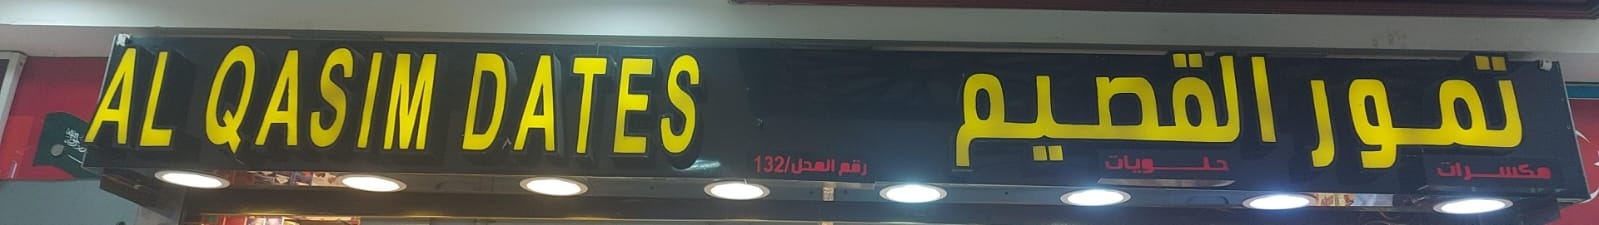 AL QASIM DATES
تمور القصيم
مكسرات
حلويات
رقم المحل/132